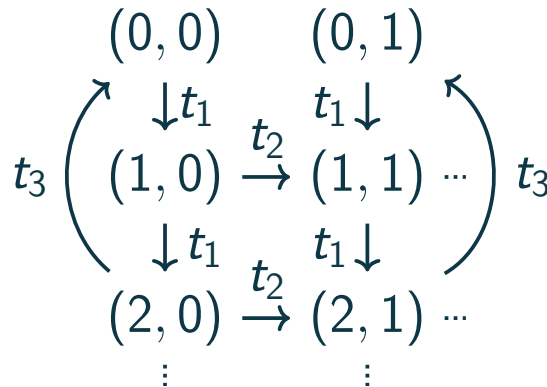 (0, 0) (0, 1)
t₁ t₁
t₂
t₃ (1, 0) (1, 1) ... t₃
t₁ t₁
t₂
(2, 0) (2, 1) ...
⋮ ⋮